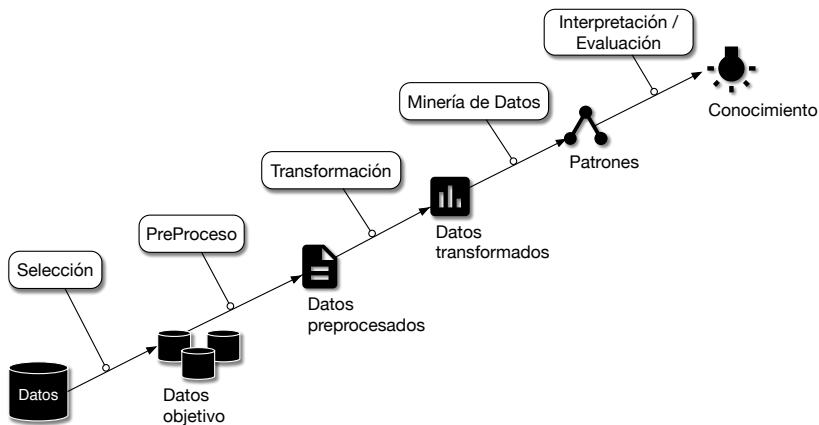 Interpretación /
Evaluación
Conocimiento
Minería de Datos
Patrones
Transformación
Datos
transformados
PreProceso
Datos
preprocesados
Selección
Datos
objetivo
Datos